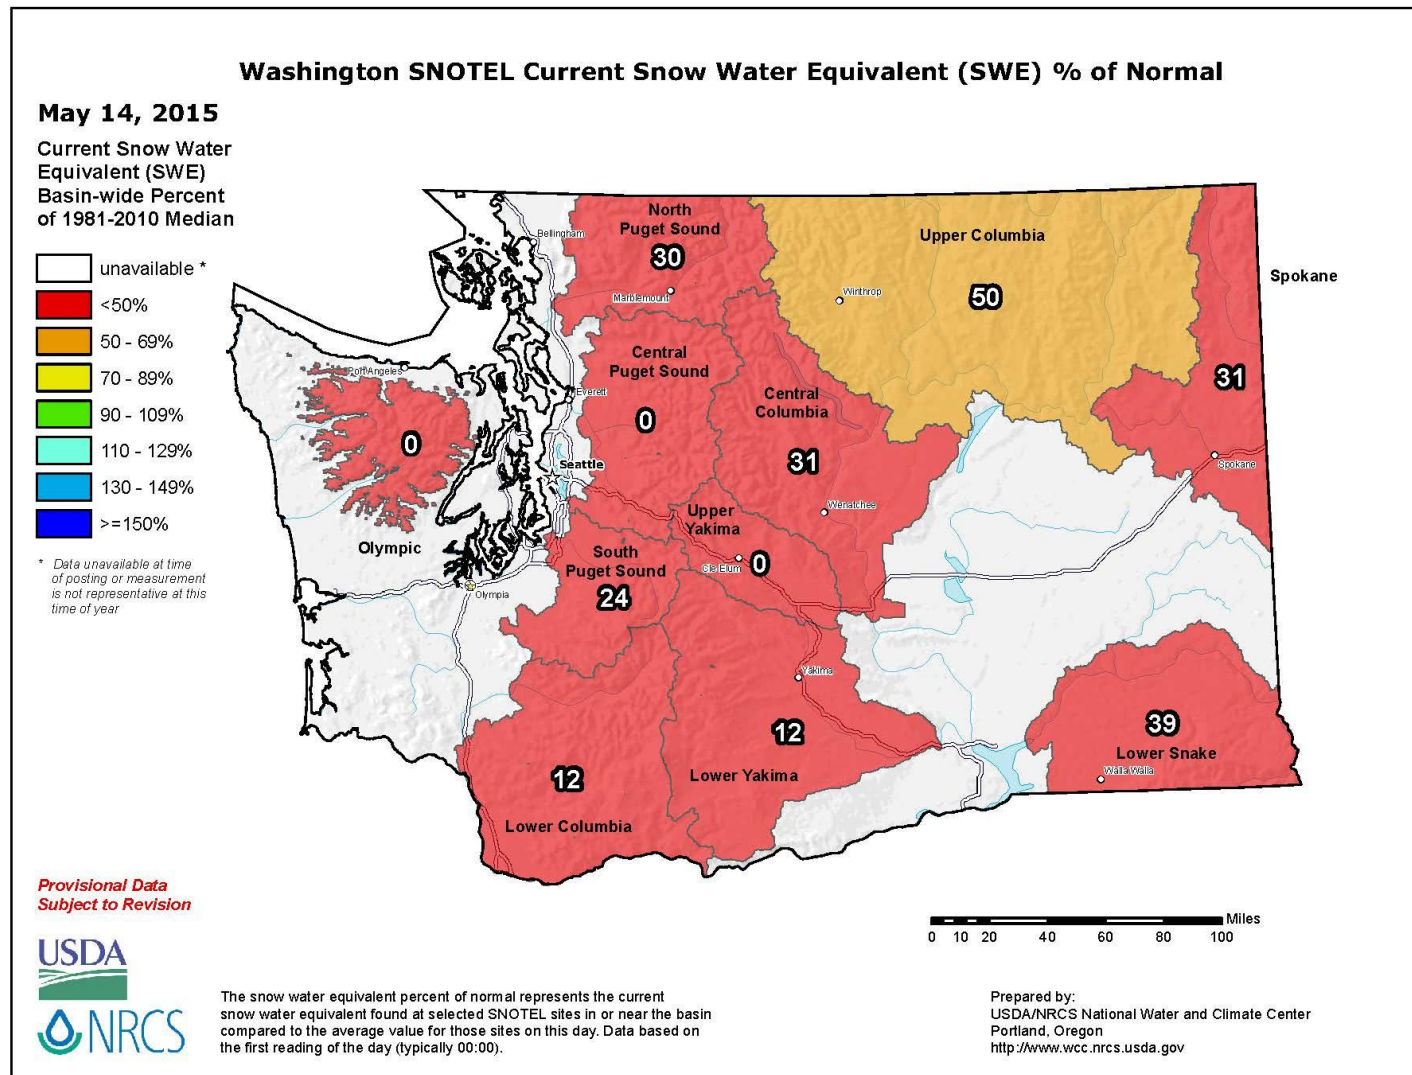 Washington SNOTEL Current Snow Water Equivalent (SWE) % of Normal
May 14, 2015
Current Snow Water
Equivalent (SWE)
Basin-wide Percent
of 1981-2010 Median
unavailable *
<50%
50 - 69%
70 - 89%
90 - 109%
110 - 129%
130 - 149%
>=150%
* Data unavailable at time
of posting or measurement
is not representative at this
time of year
North
Puget Sound
30
Marblemount
Bellingham
Upper Columbia
50
Winthrop
Spokane
31
Spokane
Central
Puget Sound
0
Everett
Central
Columbia
31
Wenatchee
Port Angeles
0
Olympic
Seattle
Upper
Yakima
0
Cle Elum
South
Puget Sound
24
Olympia
Yakima
12
Lower Yakima
12
Lower Columbia
39
Lower Snake
Walla Walla
Provisional Data
Subject to Revision
USDA
NRCS
Miles
0 10 20 40 60 80 100
The snow water equivalent percent of normal represents the current
snow water equivalent found at selected SNOTEL sites in or near the basin
compared to the average value for those sites on this day. Data based on
the first reading of the day (typically 00:00).
Prepared by:
USDA/NRCS National Water and Climate Center
Portland, Oregon
http://www.wcc.nrcs.usda.gov